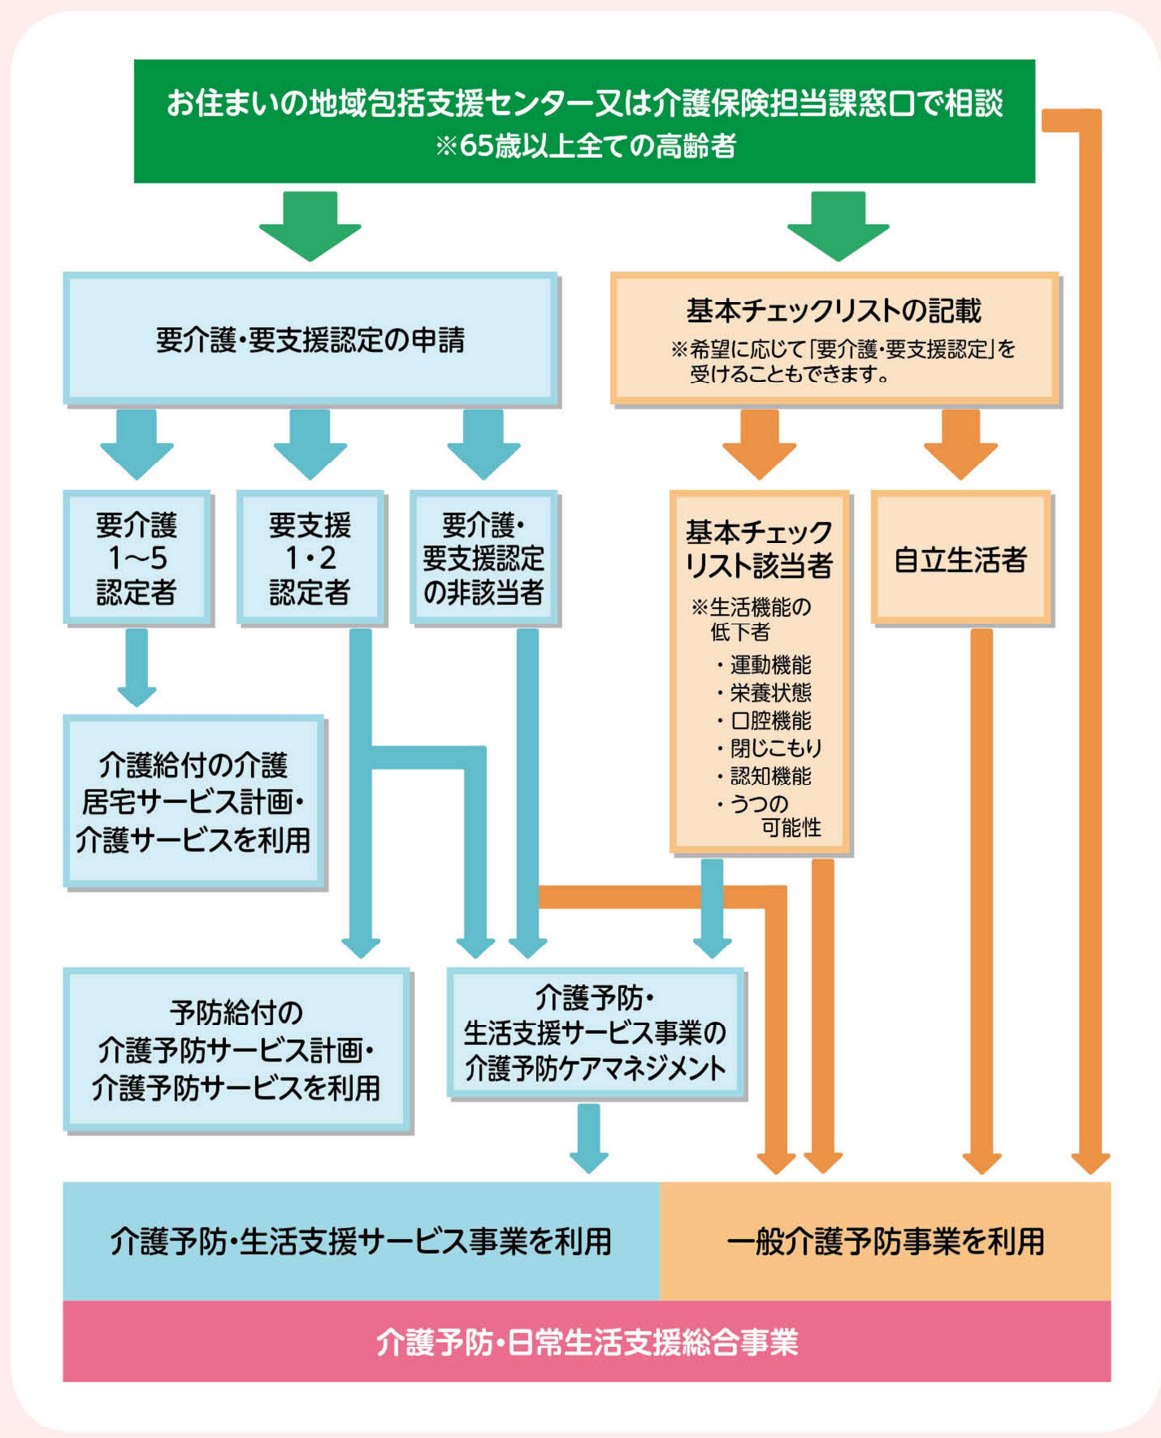 お住まいの地域包括支援センター又は介護保険担当課窓口で相談
※65歳以上全ての高齢者
要介護・要支援認定の申請
基本チェックリストの記載
※希望に応じて「要介護・要支援認定」を
受けることもできます。
要介護
1～5
認定者
要支援
1・2
認定者
要介護・
要支援認定
の非該当者
基本チェック
リスト該当者
※生活機能の
低下者
・運動機能
・栄養状態
・口腔機能
・閉じこもり
・認知機能
・うつの
可能性
自立生活者
介護給付の介護
居宅サービス計画・
介護サービスを利用
予防給付の
介護予防サービス計画・
介護予防サービスを利用
介護予防・
生活支援サービス事業の
介護予防ケアマネジメント
介護予防・生活支援サービス事業を利用
一般介護予防事業を利用
介護予防・日常生活支援総合事業